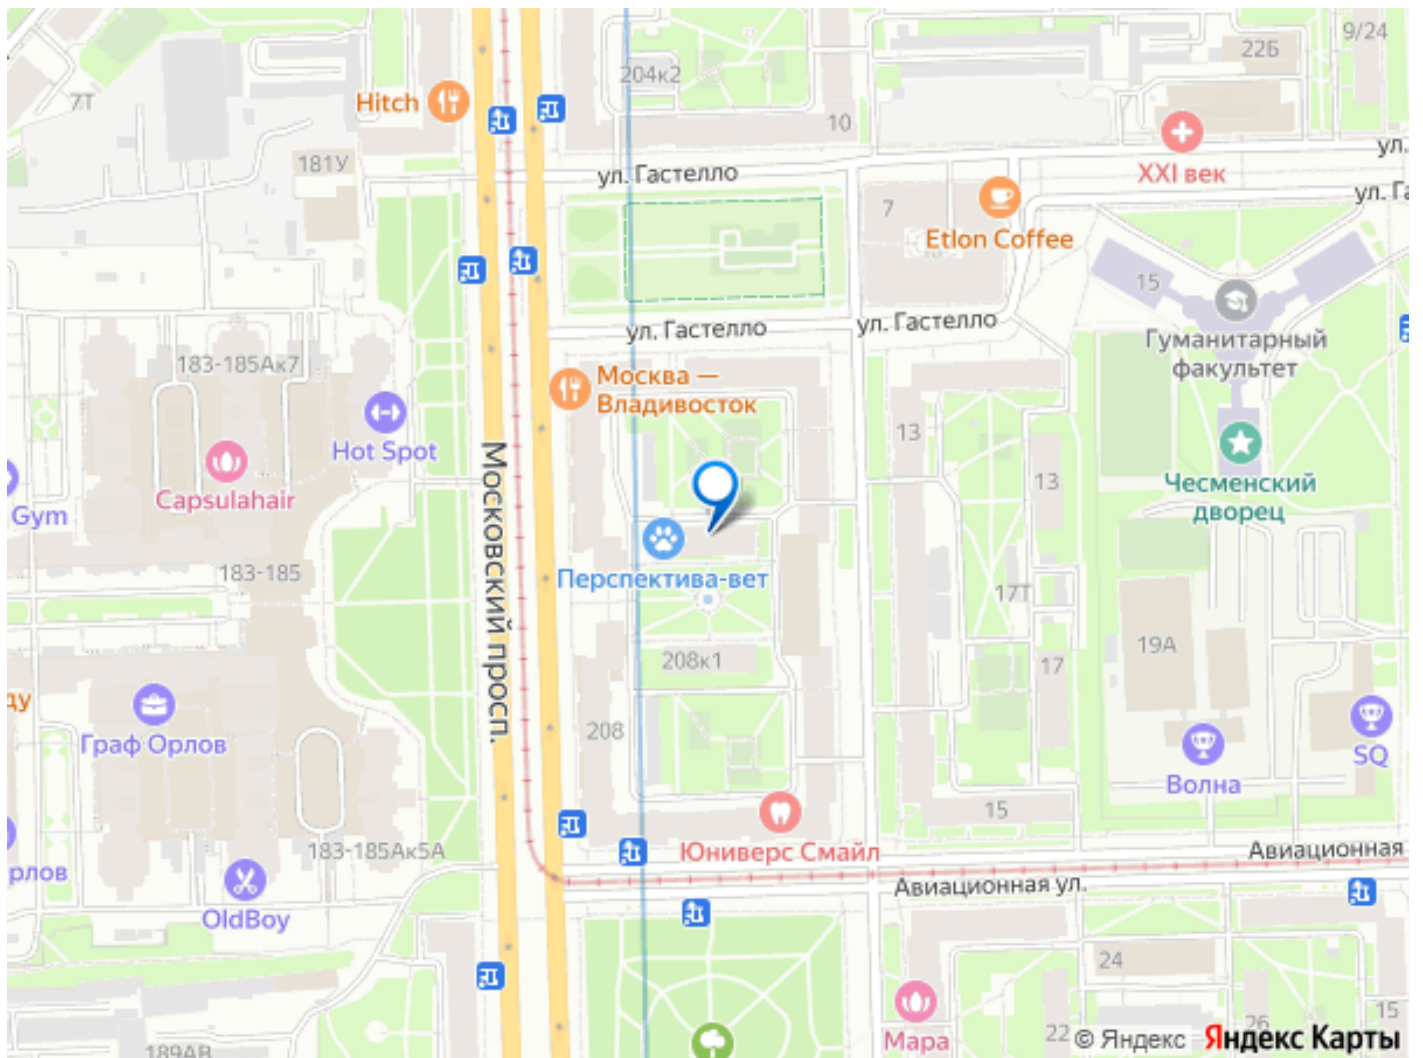 9/24
22Б
204к2
7Т
Hitch
10
181У
ул. Гастелло
ул.
XXI век
ул. Га
7
Etlon Coffee
15
ул. Гастелло
ул. Гастелло
Гуманитарный
факультет
183-185Ак7
Москва —
Владивосток
Hot Spot
13
13
Capsulahair
Чесменский
дворец
Gym
Московский просп.
183-185
Перспектива-вет
17Т
19А
208к1
17
ду
208
Граф Орлов
SQ
Волна
15
183-185Ак5А
Юниверс Смайл
Авиационная
рлов
Авиационная ул.
OldBoy
24
15
26
22
Мара
189АВ
© Яндекс Яндекс Карты